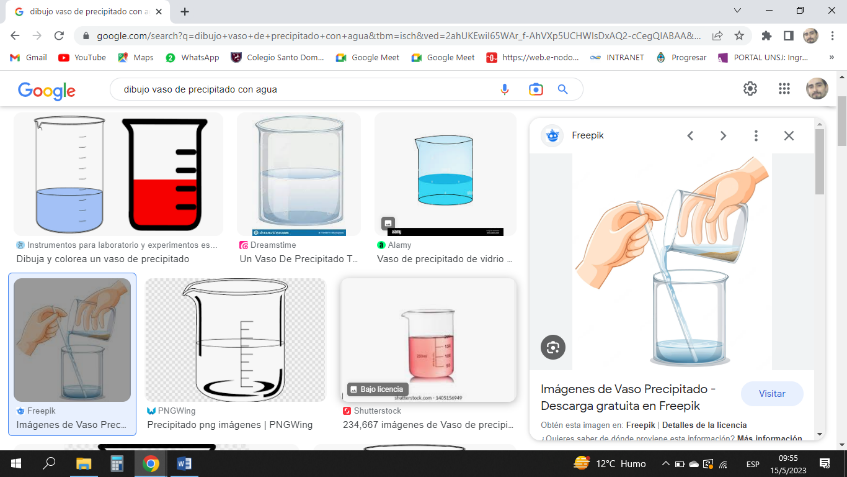 dibujo vaso de precipitado con a
google.com/search?q=dibujo+vaso+de+precipitado+con+agua&tbm=isch&ved=2ahUKEwil65WAr_f-AhVXp5UCHWIsDxAQ2-cCegQIABAA&...
Gmail YouTube Maps WhatsApp Colegio Santo Dom... Google Meet Google Meet https://web.e-nodo... INTRANET Progresar PORTAL UNSJ: Ingr... »
Google
dibujo vaso de precipitado con agua
Instrumentos para laboratorio y experimentos es...
Dibuja y colorea un vaso de precipitado
Dreamstime
Un Vaso De Precipitado T...
alamy
Alamy
Vaso de precipitado de vidrio ...
Freepik
Imágenes de Vaso Prec...
PNGWing
Precipitado png imágenes | PNGWing
Bajo licencia
shutterstock.com
Shutterstock
234,667 imágenes de Vaso de precipi...
Freepik
Imágenes de Vaso Precipitado -
Descarga gratuita en Freepik
Visitar
Obtén esta imagen en: Freepik | Detalles de la licencia
¿Quieres saber de dónde proviene esta información? Más información
W
12°C Humo
ESP
09:55
15/5/2023